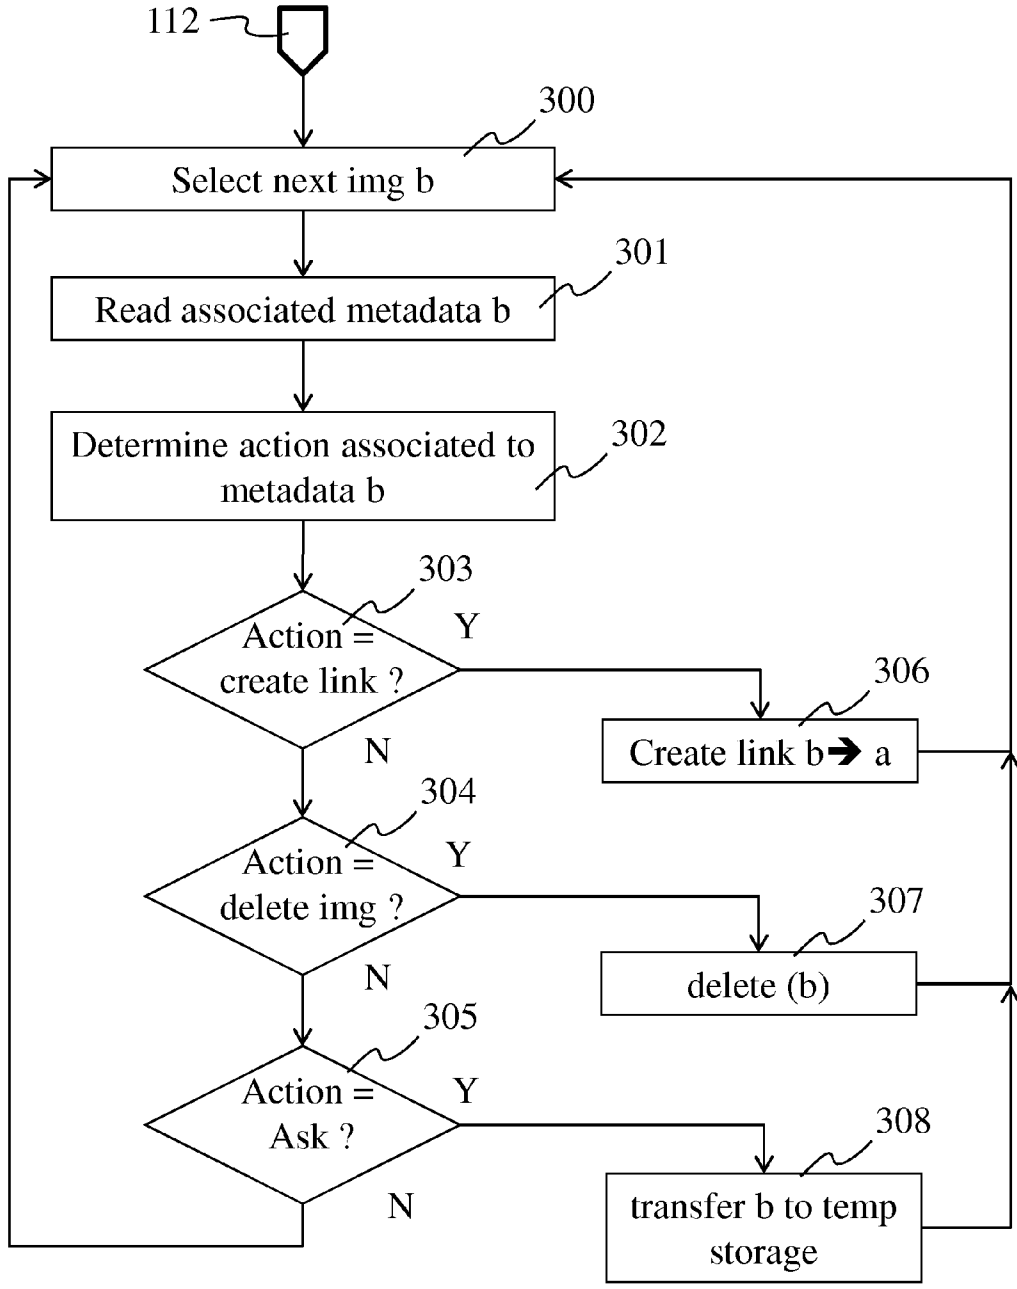 112
300
Select next img b
301
Read associated metadata b
302
Determine action associated to
metadata b
303
Action =
create link ?
Y
N
306
Create link b➔ a
304
Action =
delete img ?
Y
N
307
delete (b)
305
Action =
Ask ?
Y
N
308
transfer b to temp
storage